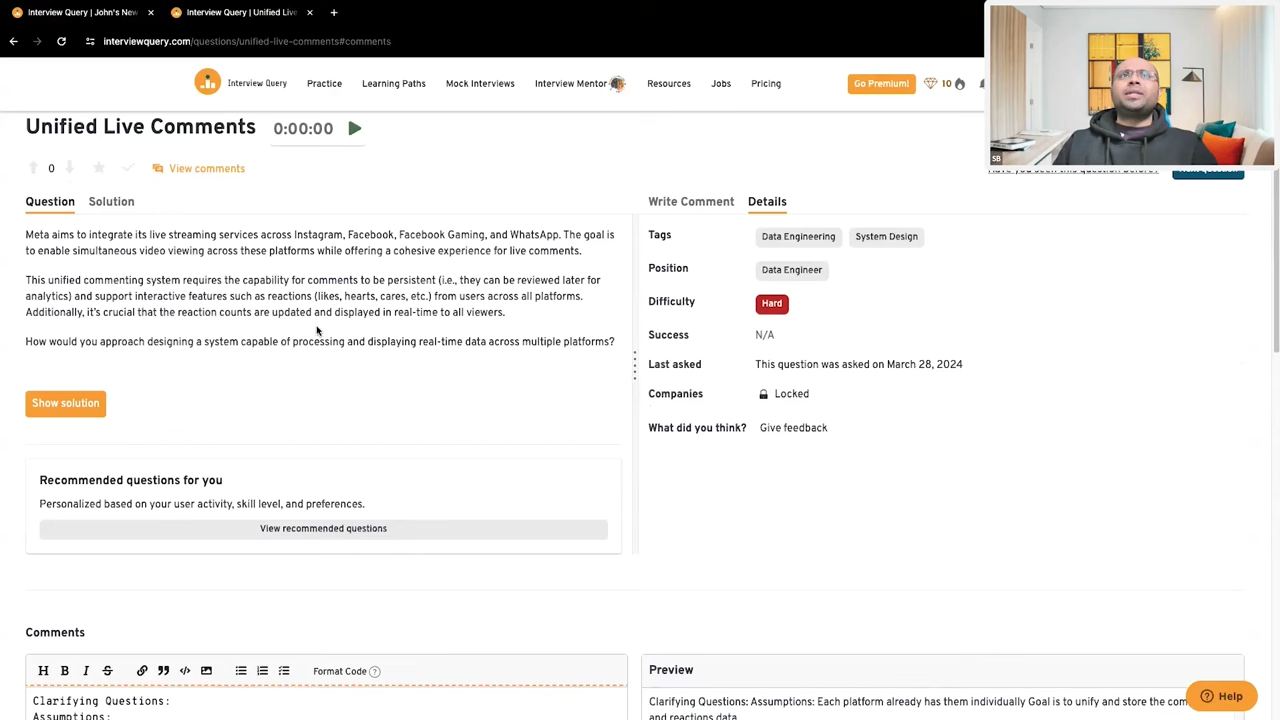 Interview Query | John's New
Interview Query | Unified Live
interviewquery.com/questions/unified-live-comments#comments
Interview Query Practice Learning Paths Mock Interviews Interview Mentor Resources Jobs Pricing Go Premium! 10
SB
Unified Live Comments 0:00:00
0 View comments
Have you seen this question before? Next Question
Question Solution
Meta aims to integrate its live streaming services across Instagram, Facebook, Facebook Gaming, and WhatsApp. The goal is
to enable simultaneous video viewing across these platforms while offering a cohesive experience for live comments.
This unified commenting system requires the capability for comments to be persistent (i.e., they can be reviewed later for
analytics) and support interactive features such as reactions (likes, hearts, cares, etc.) from users across all platforms.
Additionally, it's crucial that the reaction counts are updated and displayed in real-time to all viewers.
How would you approach designing a system capable of processing and displaying real-time data across multiple platforms?
Show solution
Recommended questions for you
Personalized based on your user activity, skill level, and preferences.
View recommended questions
Write Comment Details
Tags Data Engineering System Design
Position Data Engineer
Difficulty Hard
Success N/A
Last asked This question was asked on March 28, 2024
Companies Locked
What did you think? Give feedback
Comments
H B I S Format Code ?
Clarifying Questions:
Assumptions:
Preview
Clarifying Questions: Assumptions: Each platform already has them individually Goal is to unify and store the com
and reactions data
Help